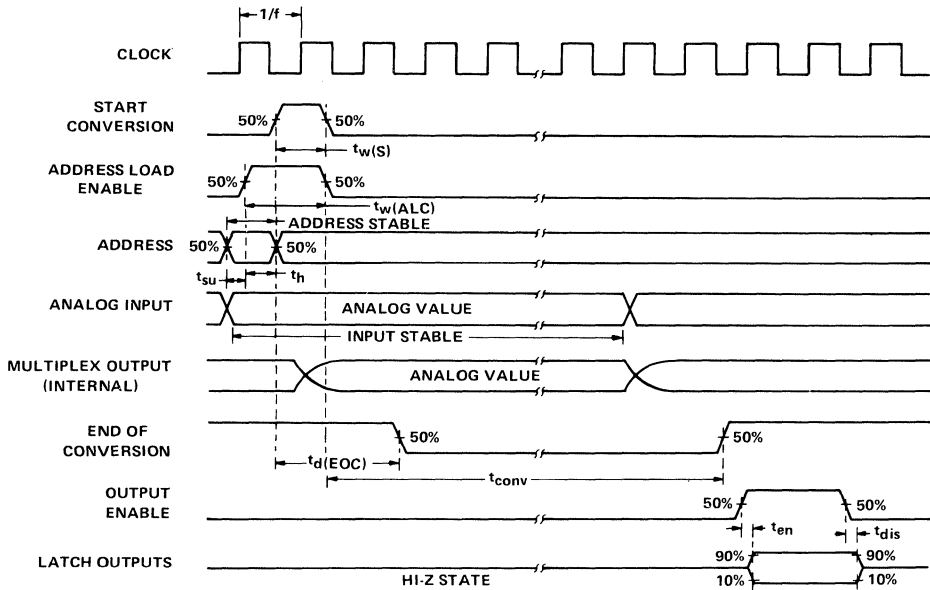 1/f
CLOCK
START
CONVERSION
50%
50%
tw(S)
ADDRESS LOAD
ENABLE
50%
50%
tw(ALC)
ADDRESS STABLE
ADDRESS
50%
50%
tsu
th
ANALOG INPUT
ANALOG VALUE
INPUT STABLE
MULTIPLEX OUTPUT
(INTERNAL)
ANALOG VALUE
END OF
CONVERSION
50%
50%
td(EOC)
tconv
OUTPUT
ENABLE
50%
50%
ten
tdis
LATCH OUTPUTS
90%
90%
HI-Z STATE
10%
10%